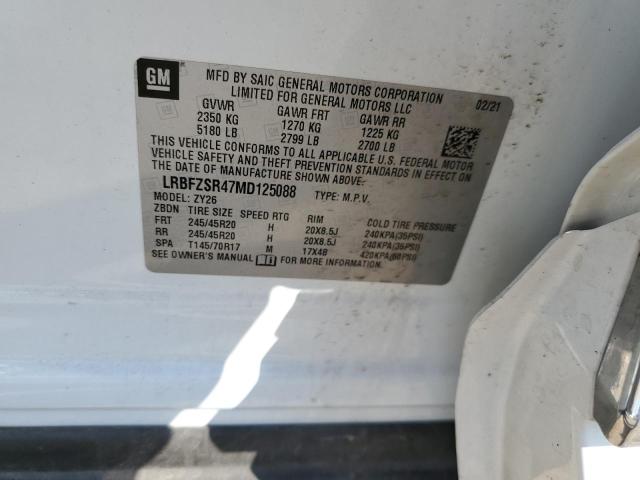 GM
MFD BY SAIC GENERAL MOTORS CORPORATION
LIMITED FOR GENERAL MOTORS LLC
02/21
GVWR GAWR FRT GAWR RR
2350 KG 1270 KG 1225 KG
5180 LB 2799 LB 2700 LB
THIS VEHICLE CONFORMS TO ALL APPLICABLE U.S. FEDERAL MOTOR
VEHICLE SAFETY AND THEFT PREVENTION STANDARDS IN EFFECT ON
THE DATE OF MANUFACTURE SHOWN ABOVE.
LRBFZSR47MD125088 TYPE: M.P.V.
MODEL: ZY26
ZBDN TIRE SIZE SPEED RTG RIM COLD TIRE PRESSURE
FRT 245/45R20 H 20X8.5J 240KPA(35PSI)
RR 245/45R20 H 20X8.5J 240KPA(35PSI)
SPA T145/70R17 M 17X4B 420KPA(60PSI)
SEE OWNER'S MANUAL FOR MORE INFORMATION.